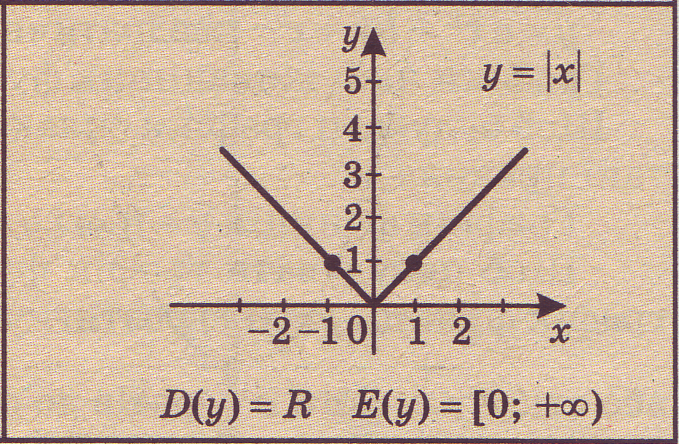 y
y = |x|
5
4
3
2
1
-2 -1 0 1 2 x
D(y) = R E(y) = [0; +∞)